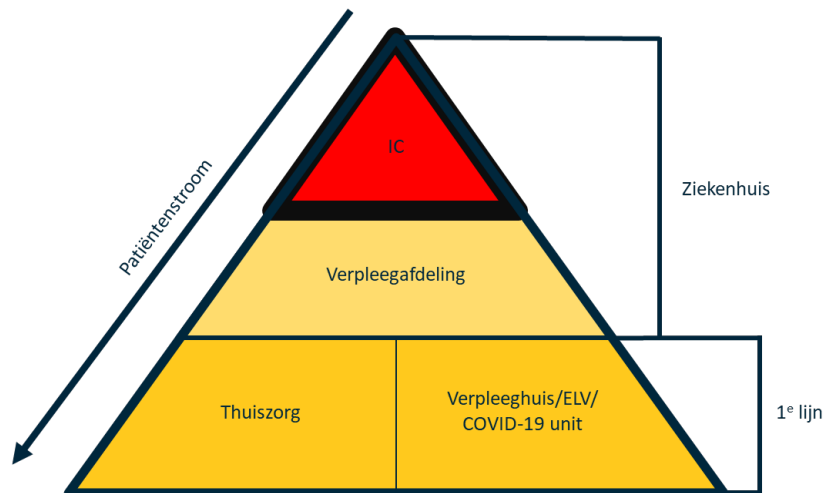 IC
Ziekenhuis
Patiëntenstroom
Verpleegafdeling
Thuiszorg
Verpleeghuis/ELV/
COVID-19 unit
1ᵉ lijn